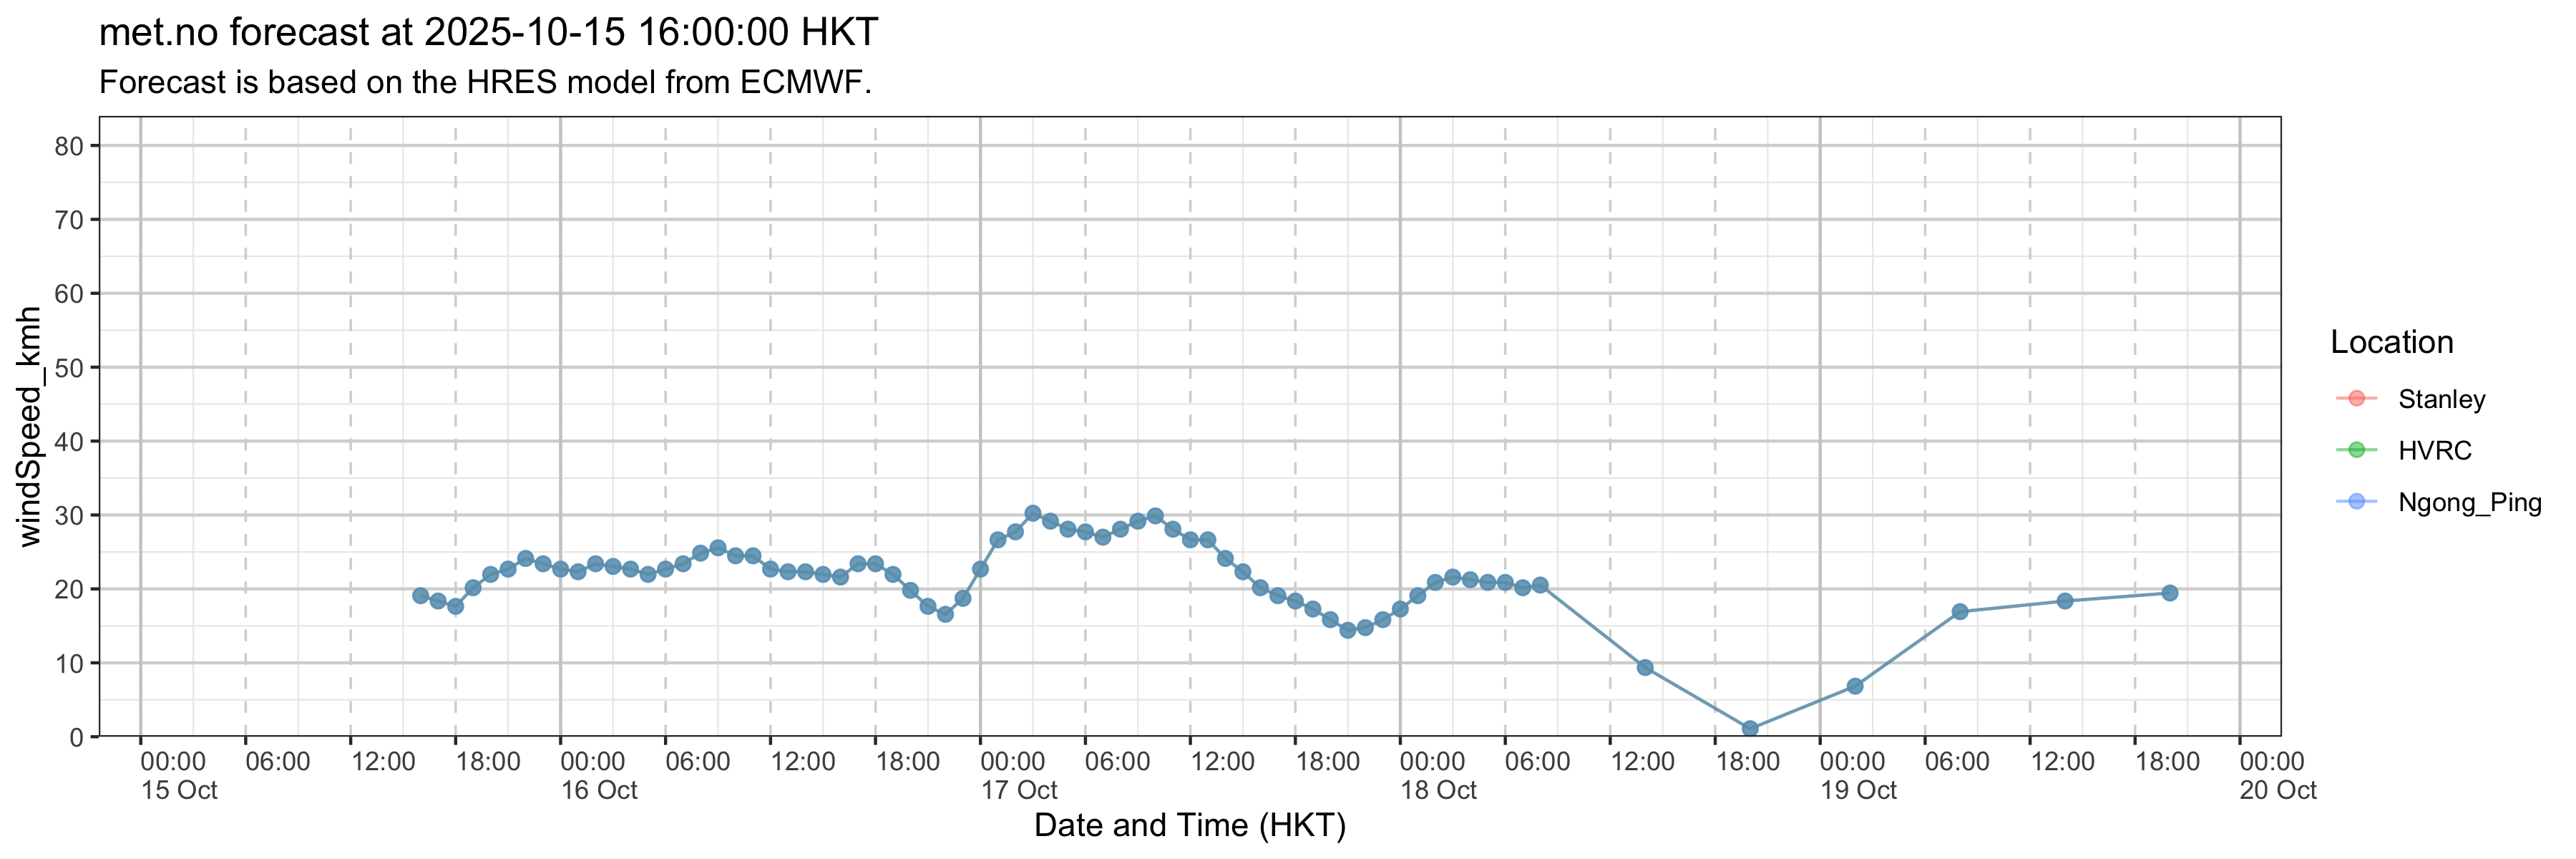 met.no forecast at 2025-10-15 16:00:00 HKT
Forecast is based on the HRES model from ECMWF.
windSpeed_kmh
80
70
60
50
40
30
20
10
0
00:00 06:00 12:00 18:00 00:00 06:00 12:00 18:00 00:00 06:00 12:00 18:00 00:00 06:00 12:00 18:00 00:00 06:00 12:00 18:00 00:00
15 Oct 16 Oct 17 Oct 18 Oct 19 Oct 20 Oct
Date and Time (HKT)
Location
Stanley
HVRC
Ngong_Ping